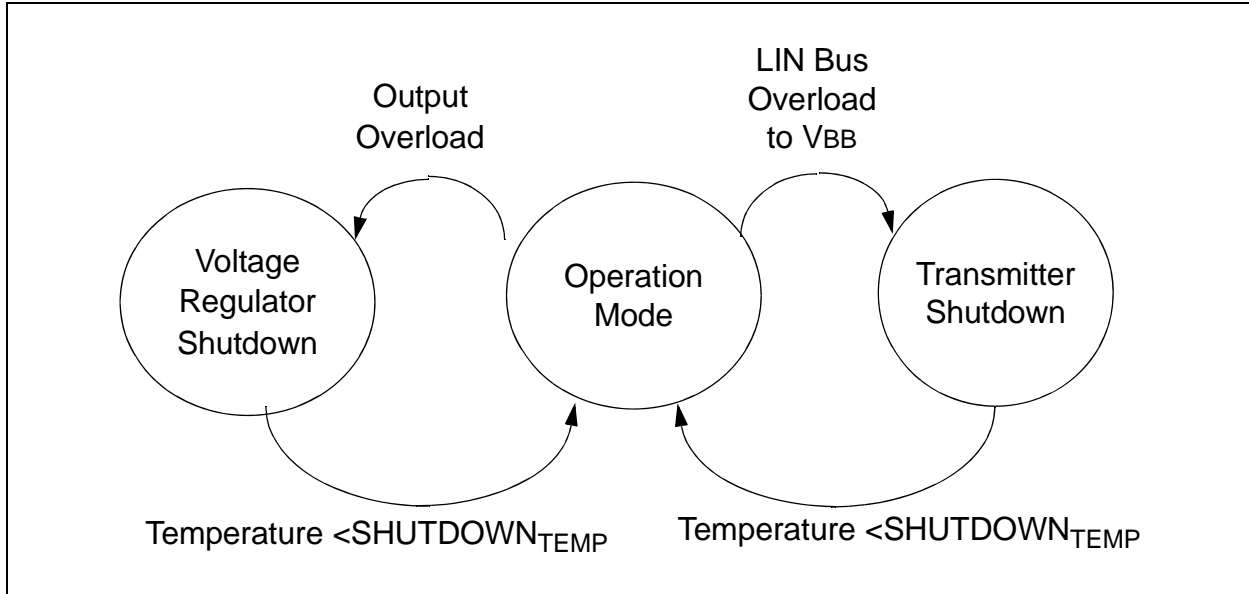 Output
Overload
LIN Bus
Overload
to VBB
Voltage
Regulator
Shutdown
Operation
Mode
Transmitter
Shutdown
Temperature <SHUTDOWNTEMP
Temperature <SHUTDOWNTEMP